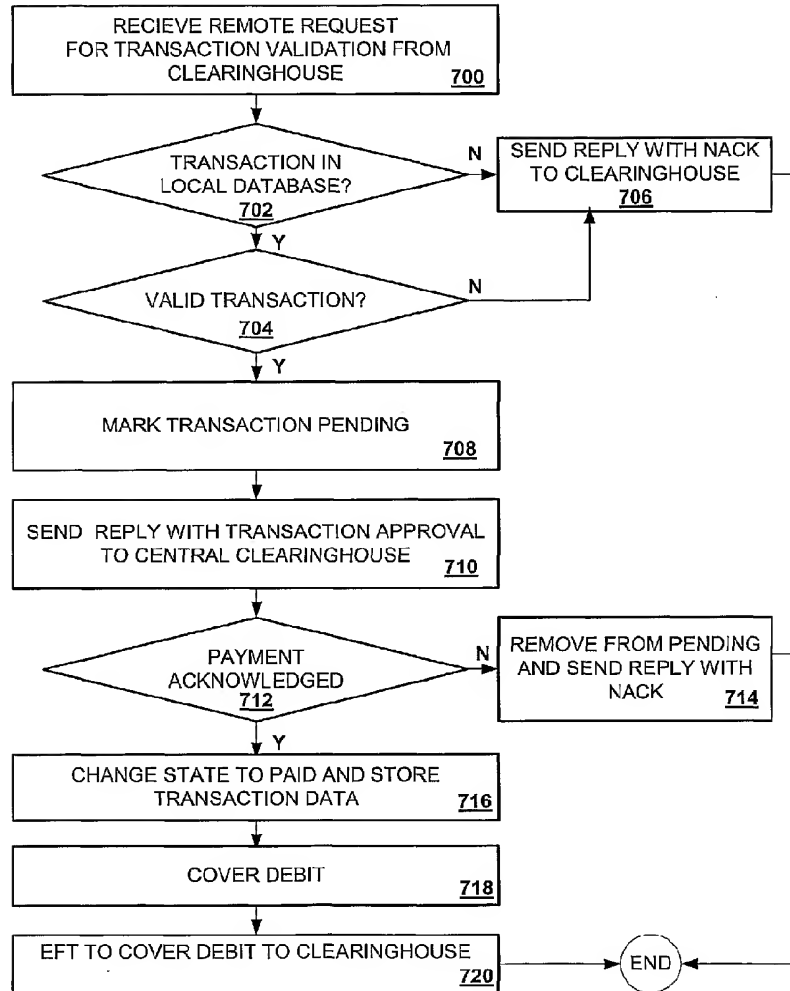 RECIEVE REMOTE REQUEST
FOR TRANSACTION VALIDATION FROM
CLEARINGHOUSE
700
TRANSACTION IN
LOCAL DATABASE?
702
N
SEND REPLY WITH NACK
TO CLEARINGHOUSE
706
Y
VALID TRANSACTION?
704
N
Y
MARK TRANSACTION PENDING
708
SEND REPLY WITH TRANSACTION APPROVAL
TO CENTRAL CLEARINGHOUSE
710
PAYMENT
ACKNOWLEDGED
712
N
REMOVE FROM PENDING
AND SEND REPLY WITH
NACK
714
Y
CHANGE STATE TO PAID AND STORE
TRANSACTION DATA
716
COVER DEBIT
718
EFT TO COVER DEBIT TO CLEARINGHOUSE
720
END